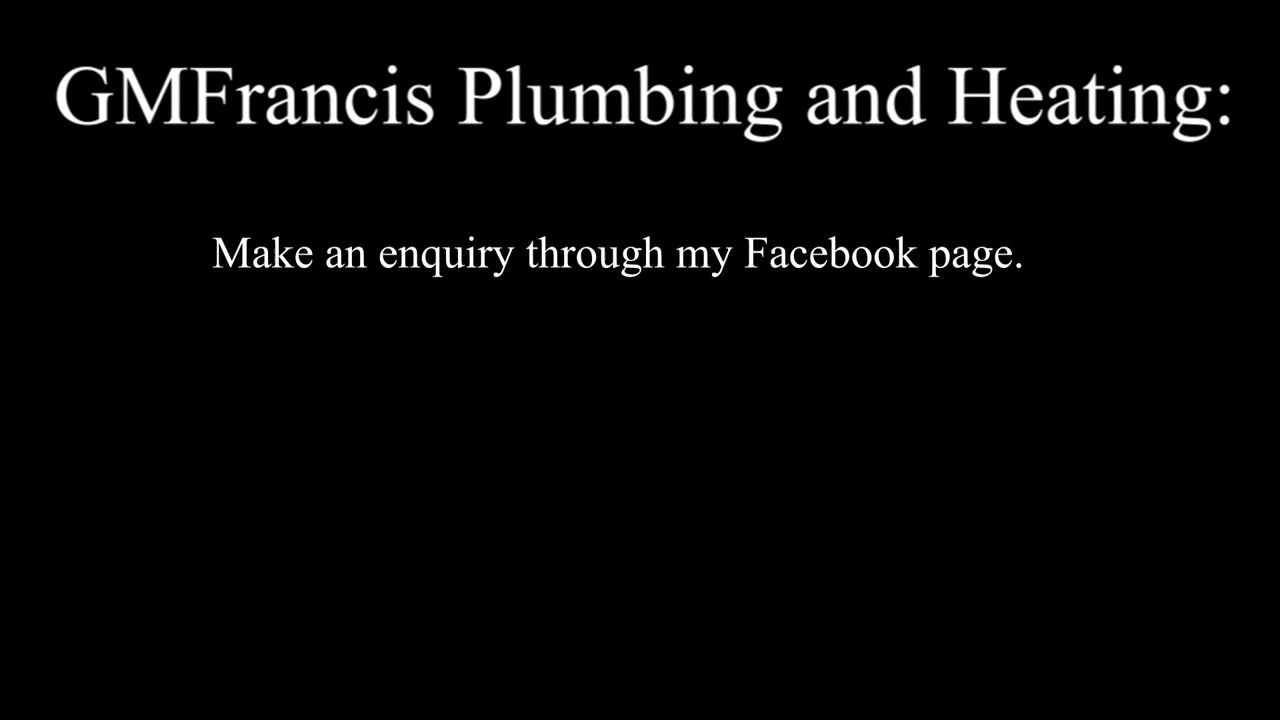 GMFrancis Plumbing and Heating:
Make an enquiry through my Facebook page.